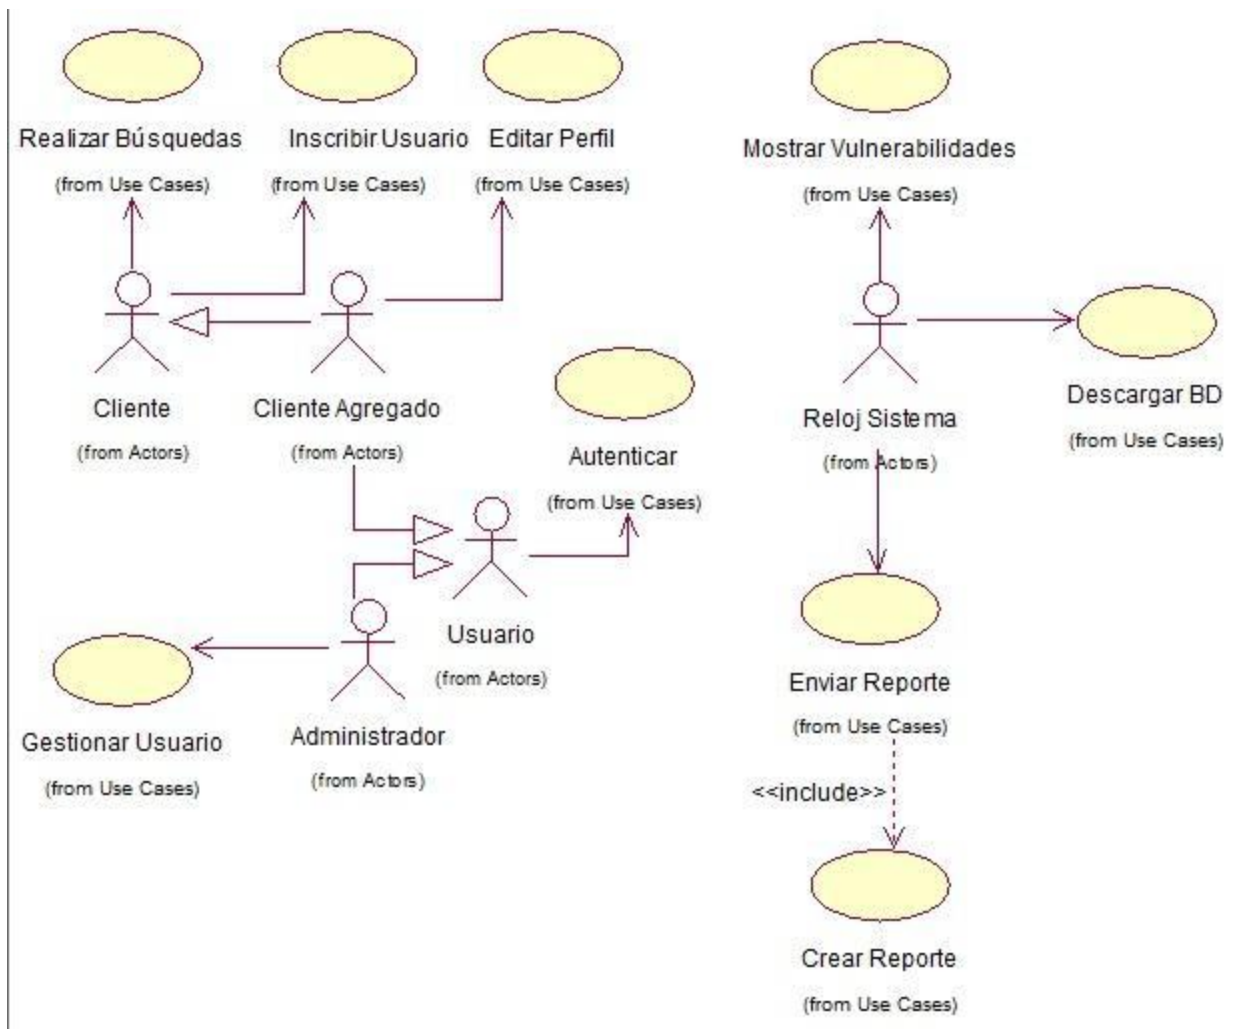 Realizar Búsquedas
(from Use Cases)
Inscribir Usuario
(from Use Cases)
Editar Perfil
(from Use Cases)
Mostrar Vulnerabilidades
(from Use Cases)
Cliente
(from Actors)
Cliente Agregado
(from Actors)
Autenticar
(from Use Cases)
Reloj Sistema
(from Actors)
Descargar BD
(from Use Cases)
Usuario
(from Actors)
Gestionar Usuario
(from Use Cases)
Administrador
(from Actors)
Enviar Reporte
(from Use Cases)
<<include>>
Crear Reporte
(from Use Cases)